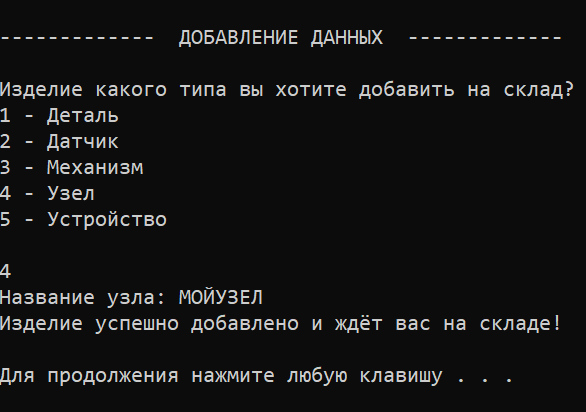 -------------  ДОБАВЛЕНИЕ ДАННЫХ  -------------
Изделие какого типа вы хотите добавить на склад?
1 - Деталь
2 - Датчик
3 - Механизм
4 - Узел
5 - Устройство
4
Название узла: МОЙУЗЕЛ
Изделие успешно добавлено и ждёт вас на складе!
Для продолжения нажмите любую клавишу . . .